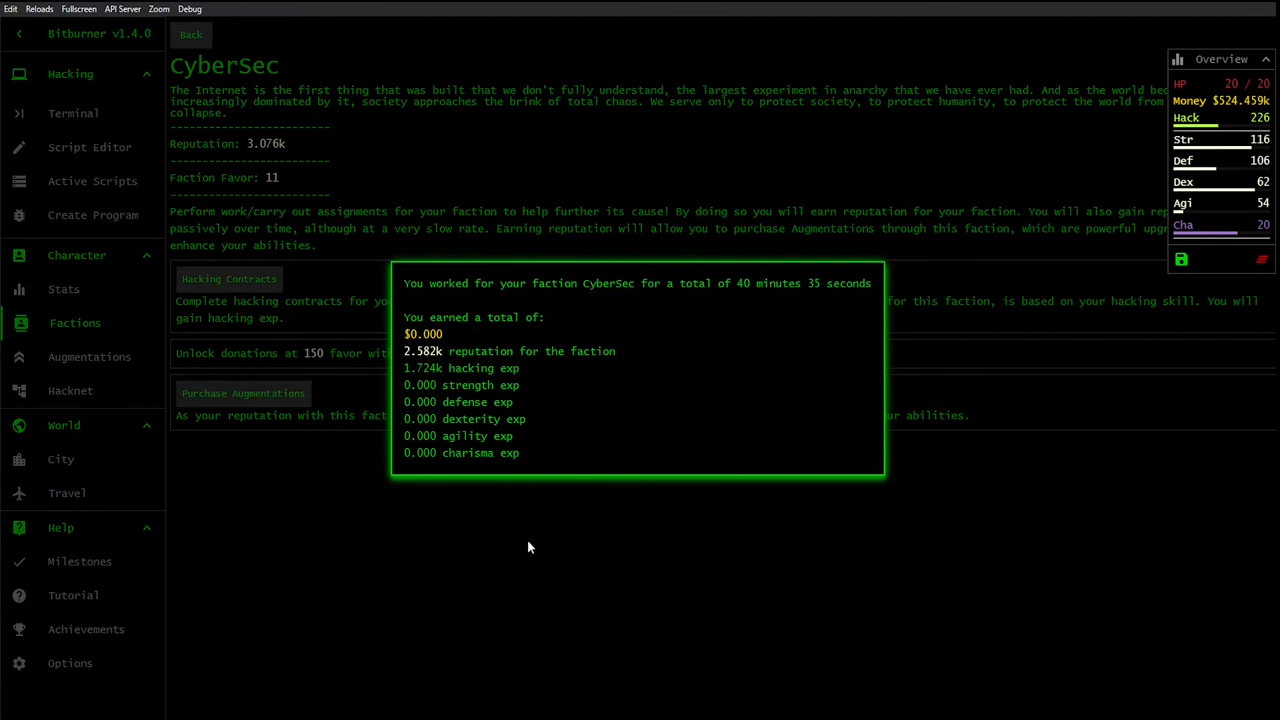 Edit Reloads Fullscreen API Server Zoom Debug
Bitburner v1.4.0
Hacking
Terminal
Script Editor
Active Scripts
Create Program
Character
Stats
Factions
Augmentations
Hacknet
World
City
Travel
Help
Milestones
Tutorial
Achievements
Options
Back
CyberSec
The Internet is the first thing that was built that we don't fully understand, the largest experiment in anarchy that we have ever had. And as the world
increasingly dominated by it, society approaches the brink of total chaos. We serve only to protect society, to protect humanity, to protect the world from
collapse.
-----------------------
Reputation: 3.076k
-----------------------
Faction Favor: 11
-----------------------
Perform work/carry out assignments for your faction to help further its cause! By doing so you will earn reputation for your faction. You will also gain
passively over time, although at a very slow rate. Earning reputation will allow you to purchase Augmentations through this faction, which are powerful
enhance your abilities.
Hacking Contracts
Complete hacking contracts for for this faction, is based on your hacking skill. You will
gain hacking exp.
Unlock donations at 150 favor
Purchase Augmentations
As your reputation with this abilities.
You worked for your faction CyberSec for a total of 40 minutes 35 seconds
You earned a total of:
$0.000
2.582k reputation for the faction
1.724k hacking exp
0.000 strength exp
0.000 defense exp
0.000 dexterity exp
0.000 agility exp
0.000 charisma exp
Overview
HP 20 / 20
Money $524.459k
Hack 226
Str 116
Def 106
Dex 62
Agi 54
Cha 20